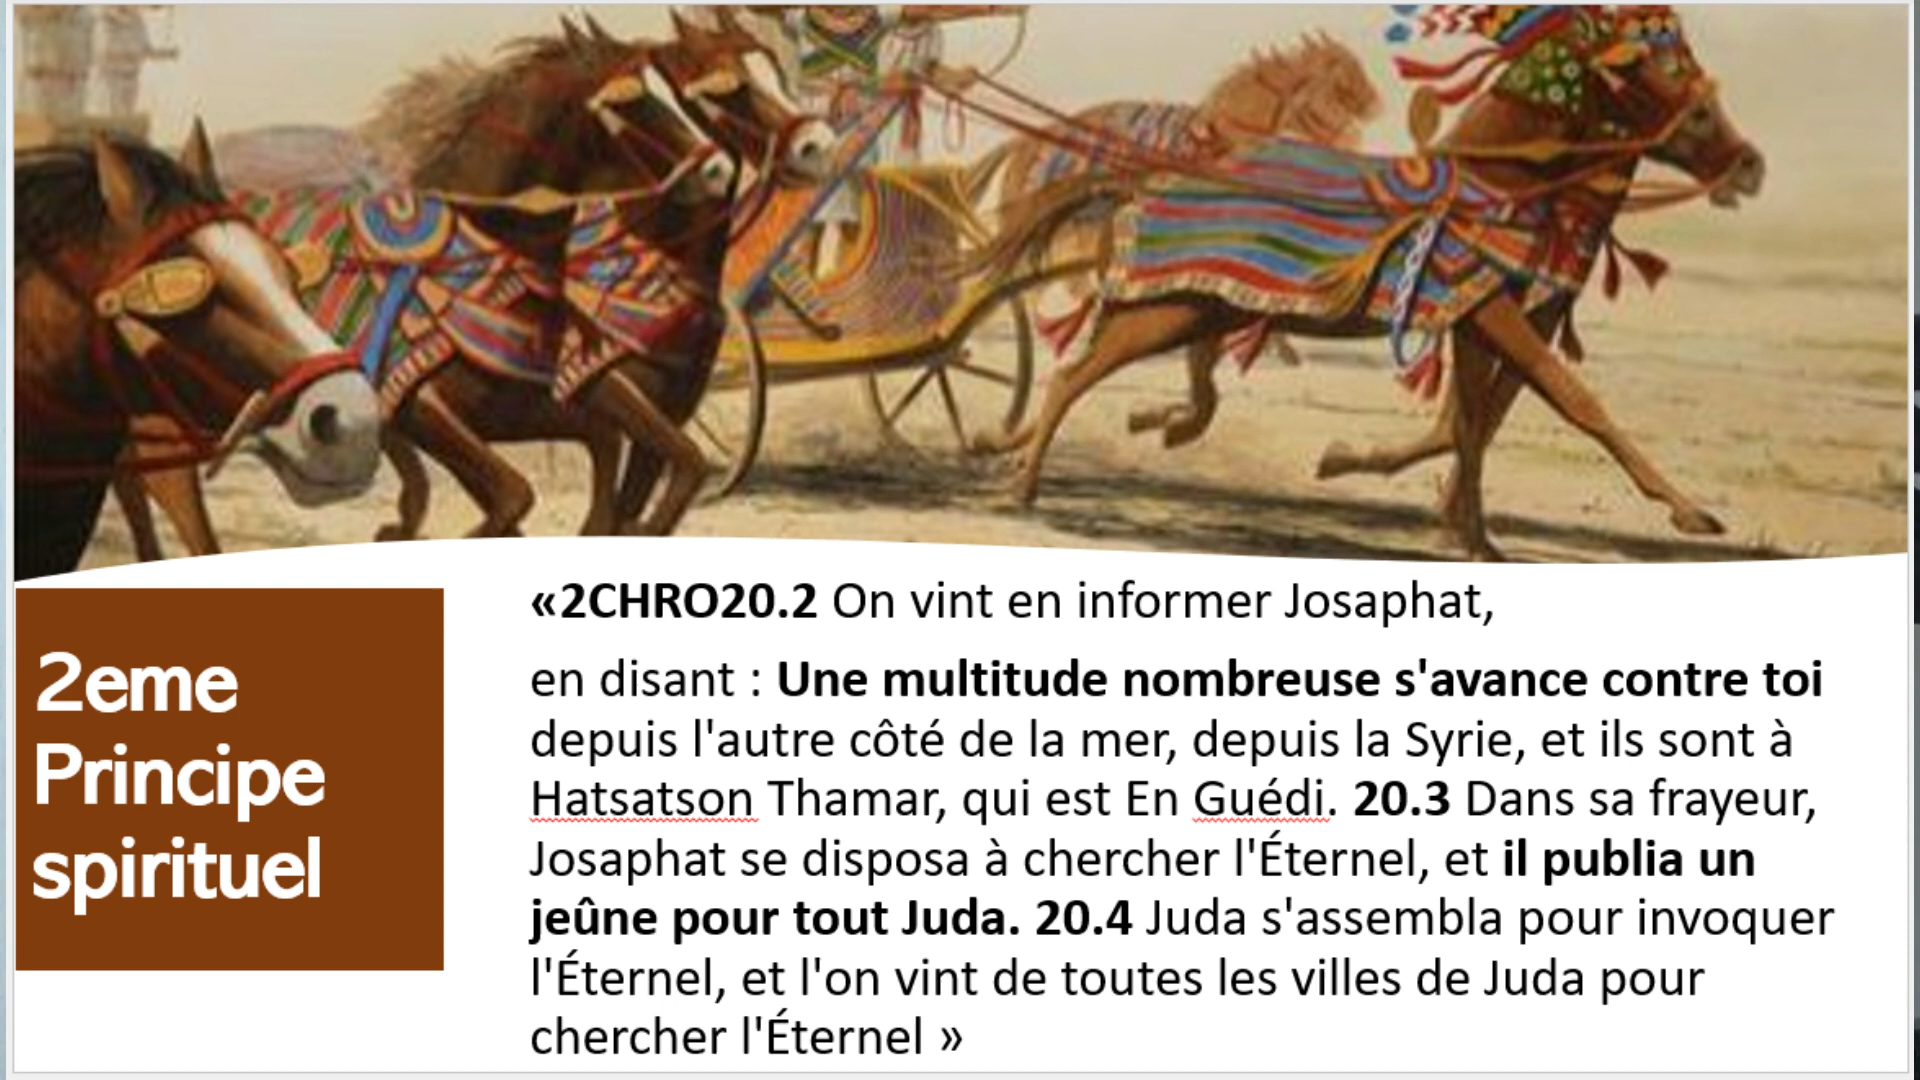 2eme
Principe
spirituel
«2CHRO20.2 On vint en informer Josaphat,
en disant : Une multitude nombreuse s'avance contre toi
depuis l'autre côté de la mer, depuis la Syrie, et ils sont à
Hatsatson Thamar, qui est En Guédi. 20.3 Dans sa frayeur,
Josaphat se disposa à chercher l'Éternel, et il publia un
jeûne pour tout Juda. 20.4 Juda s'assembla pour invoquer
l'Éternel, et l'on vint de toutes les villes de Juda pour
chercher l'Éternel »